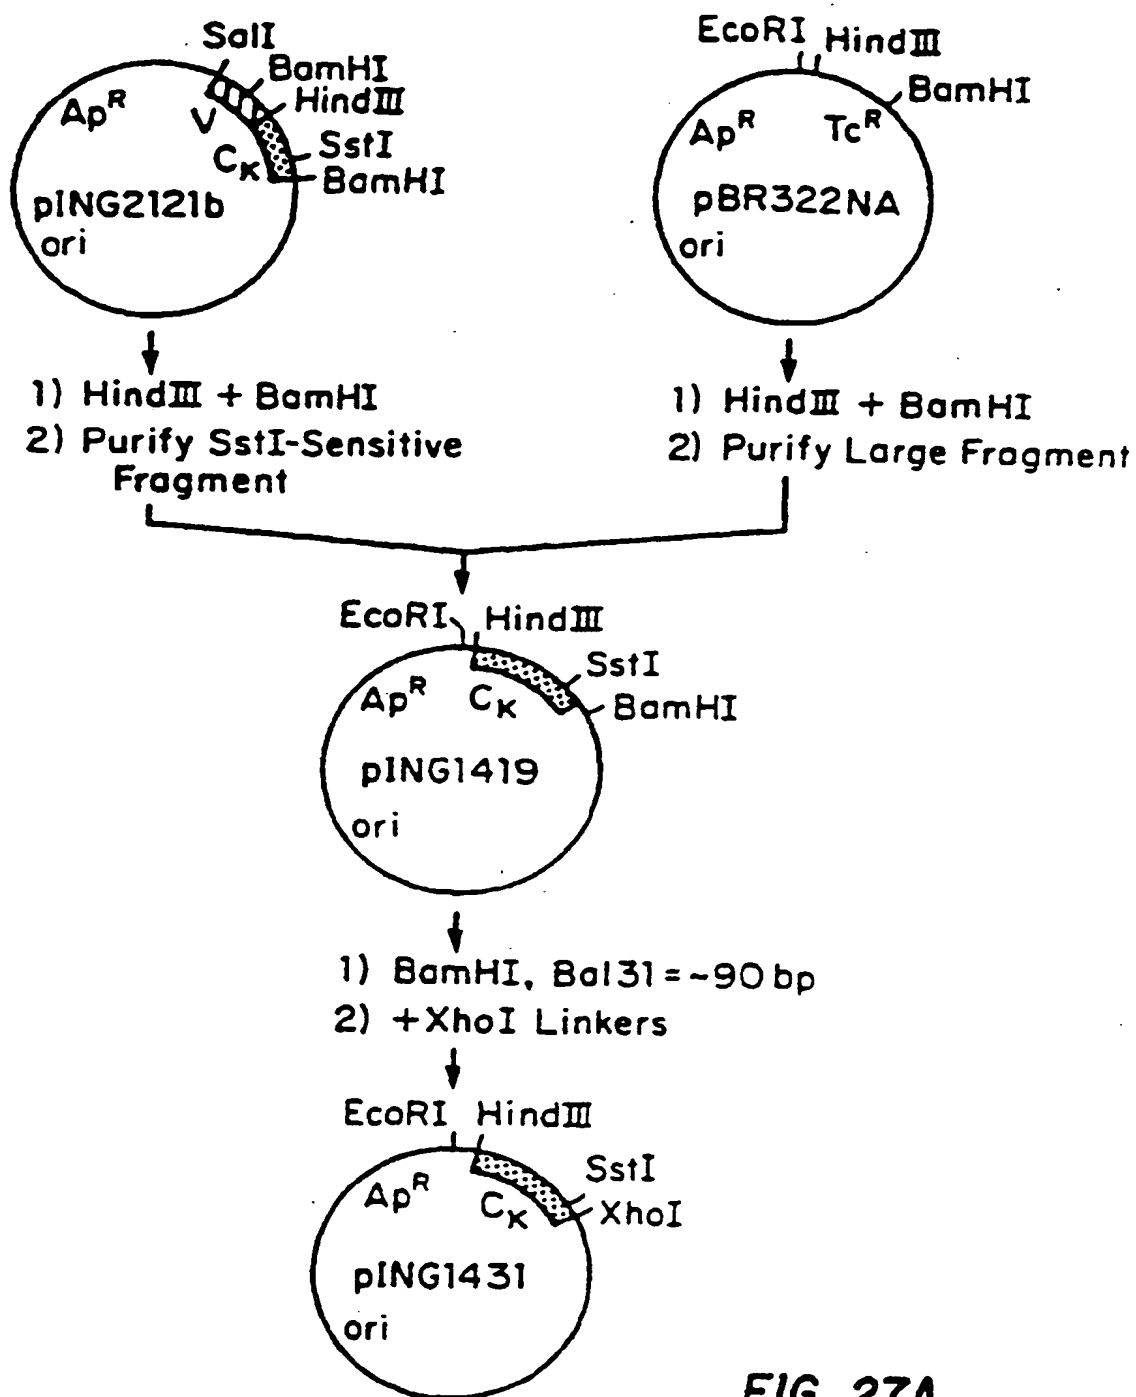 SalI
BamHI
HindIII
Ap^R
V
C_K
SstI
BamHI
pING2121b
ori
EcoRI
HindIII
BamHI
Ap^R
Tc^R
pBR322NA
ori
1) HindIII + BamHI
2) Purify SstI-Sensitive
Fragment
1) HindIII + BamHI
2) Purify Large Fragment
EcoRI
HindIII
SstI
BamHI
Ap^R
C_K
pING1419
ori
1) BamHI, Bal31 = ~90 bp
2) +XhoI Linkers
EcoRI
HindIII
SstI
XhoI
Ap^R
C_K
pING1431
ori
FIG. 27A